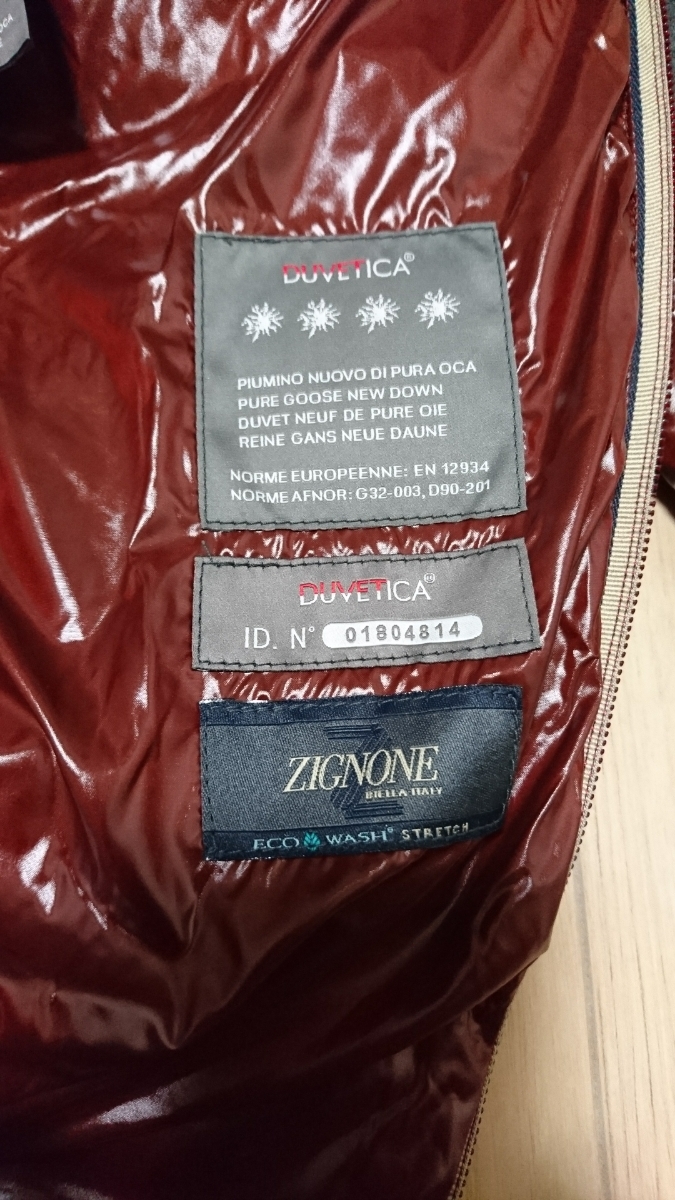 OCA
DUVETICA®
PIUMINO NUOVO DI PURA OCA
PURE GOOSE NEW DOWN
DUVET NEUF DE PURE OIE
REINE GANS NEUE DAUNE
NORME EUROPEENNE: EN 12934
NORME AFNOR: G32-003, D90-201
DUVETICA®
ID. N° 01804814
ZIGNONE
BIELLA-ITALY
ECO WASH® STRETCH